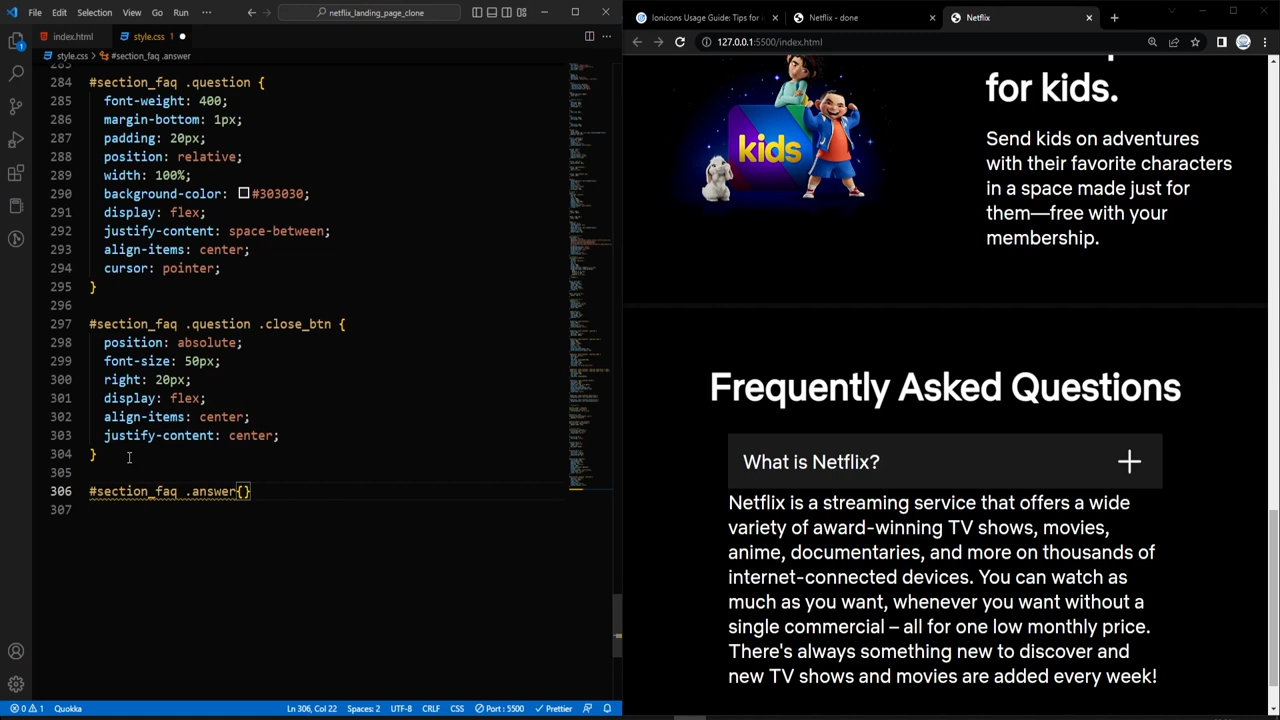 File Edit Selection View Go Run ···
netflix_landing_page_clone
index.html
style.css 1
style.css > #section_faq .answer
285
284 #section_faq .question {
285 font-weight: 400;
286 margin-bottom: 1px;
287 padding: 20px;
288 position: relative;
289 width: 100%;
290 background-color: #303030;
291 display: flex;
292 justify-content: space-between;
293 align-items: center;
294 cursor: pointer;
295 }
296
297 #section_faq .question .close_btn {
298 position: absolute;
299 font-size: 50px;
300 right: 20px;
301 display: flex;
302 align-items: center;
303 justify-content: center;
304 }
305
306 #section_faq .answer{}
307
0 1 Quokka
Ln 306, Col 22 Spaces: 2 UTF-8 CRLF CSS Port : 5500 Prettier
Ionicons Usage Guide: Tips for i
Netflix - done
Netflix
127.0.0.1:5500/index.html
kids
for kids.
Send kids on adventures
with their favorite characters
in a space made just for
them—free with your
membership.
Frequently Asked Questions
What is Netflix?
Netflix is a streaming service that offers a wide
variety of award-winning TV shows, movies,
anime, documentaries, and more on thousands of
internet-connected devices. You can watch as
much as you want, whenever you want without a
single commercial – all for one low monthly price.
There's always something new to discover and
new TV shows and movies are added every week!